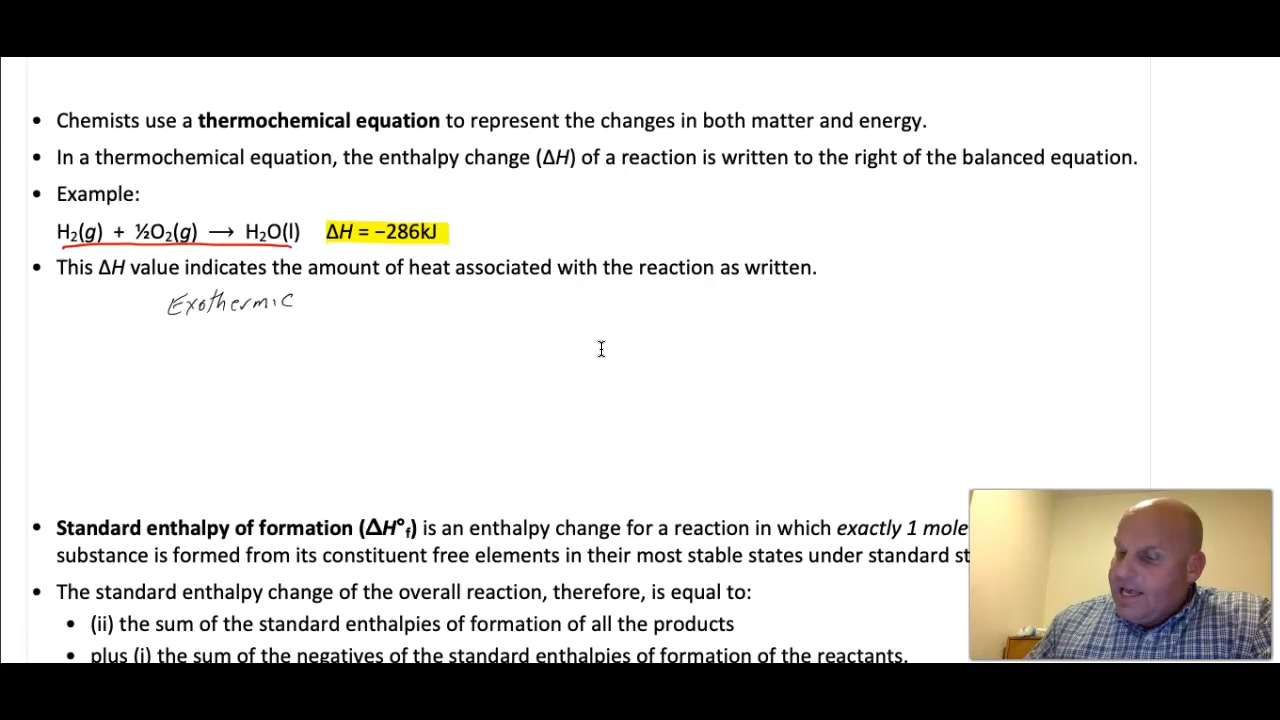 • Chemists use a thermochemical equation to represent the changes in both matter and energy.
• In a thermochemical equation, the enthalpy change (ΔH) of a reaction is written to the right of the balanced equation.
• Example:
H₂(g) + ½O₂(g) ⟶ H₂O(l) ΔH = −286kJ
• This ΔH value indicates the amount of heat associated with the reaction as written.
Exothermic
• Standard enthalpy of formation (ΔH°f) is an enthalpy change for a reaction in which exactly 1 mole
substance is formed from its constituent free elements in their most stable states under standard st
• The standard enthalpy change of the overall reaction, therefore, is equal to:
• (ii) the sum of the standard enthalpies of formation of all the products
• plus (i) the sum of the negatives of the standard enthalpies of formation of the reactants.